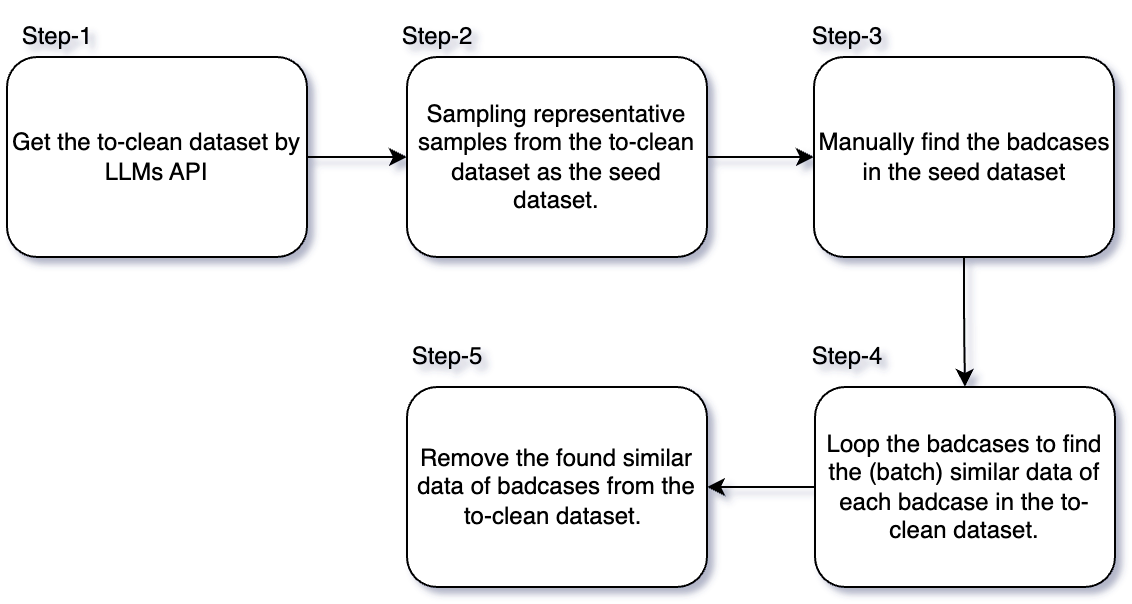 Step-1
Get the to-clean dataset by
LLMs API
Step-2
Sampling representative
samples from the to-clean
dataset as the seed
dataset.
Step-3
Manually find the badcases
in the seed dataset
Step-4
Loop the badcases to find
the (batch) similar data of
each badcase in the to-
clean dataset.
Step-5
Remove the found similar
data of badcases from the
to-clean dataset.